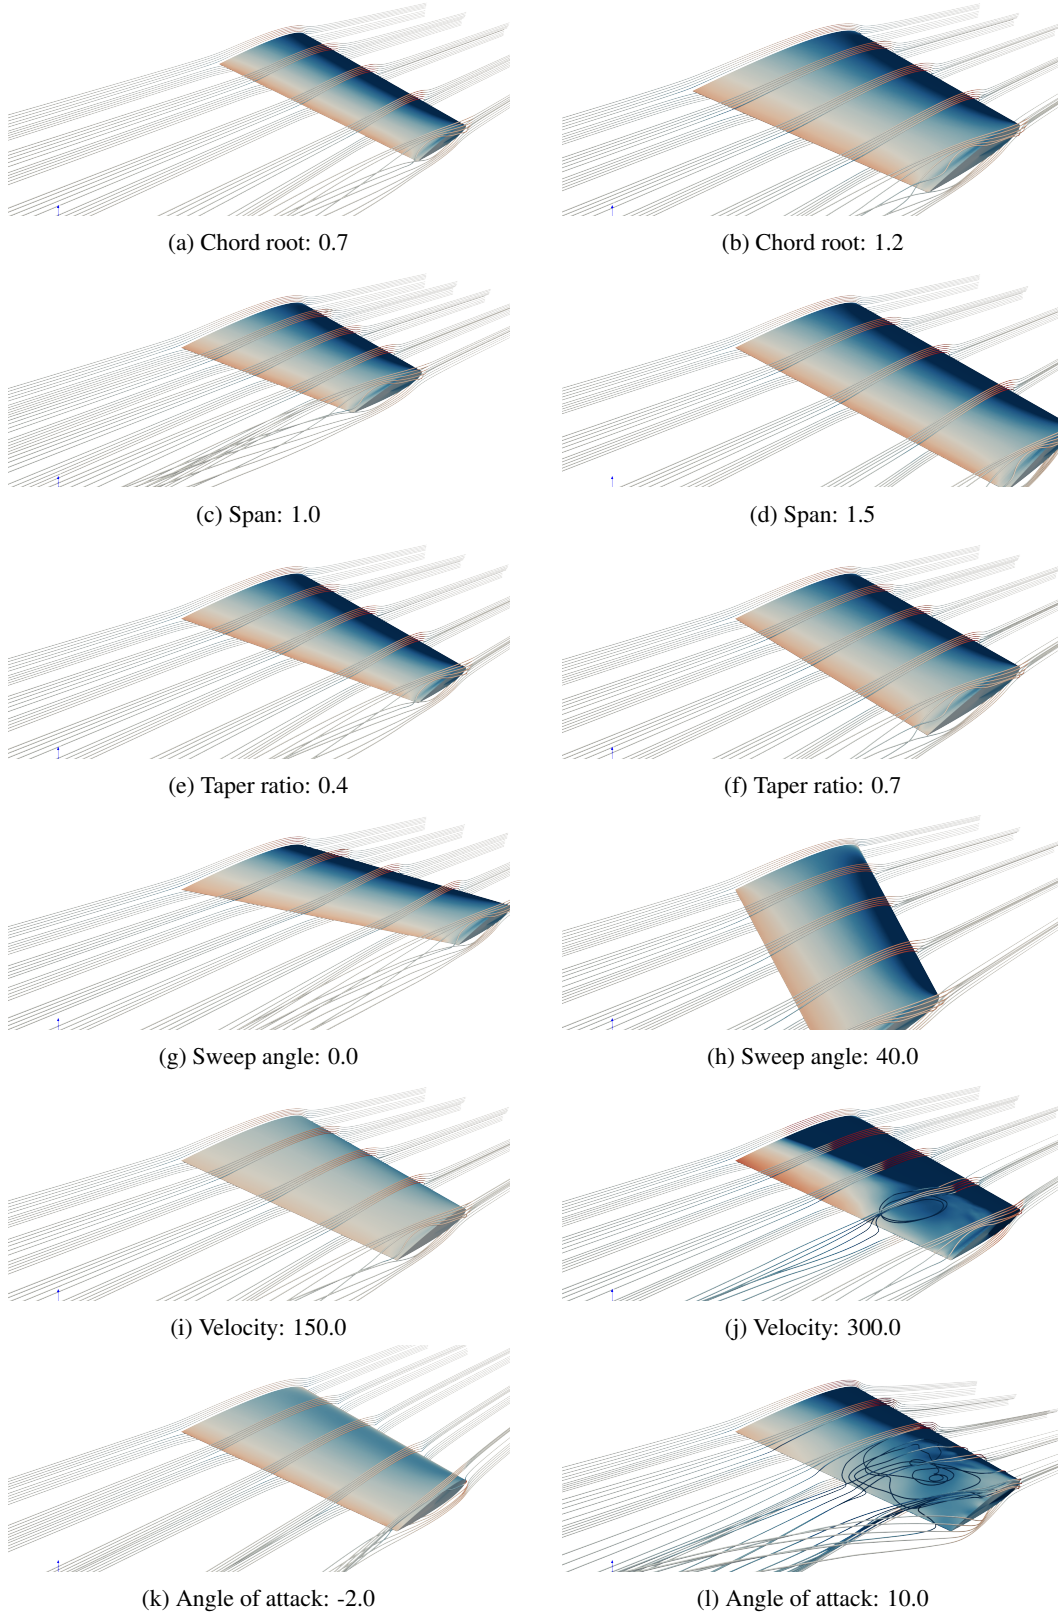 (a) Chord root: 0.7
(b) Chord root: 1.2
(c) Span: 1.0
(d) Span: 1.5
(e) Taper ratio: 0.4
(f) Taper ratio: 0.7
(g) Sweep angle: 0.0
(h) Sweep angle: 40.0
(i) Velocity: 150.0
(j) Velocity: 300.0
(k) Angle of attack: -2.0
(l) Angle of attack: 10.0